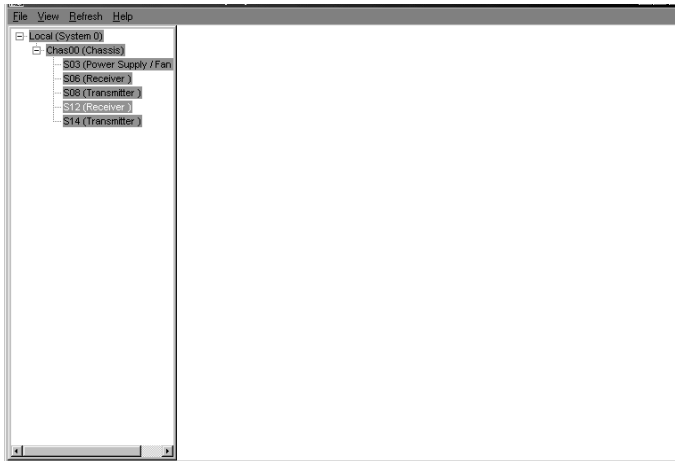 File View Refresh Help
Local (System 0)
Chas00 (Chassis)
S03 (Power Supply / Fan
S06 (Receiver )
S08 (Transmitter )
S12 (Receiver )
S14 (Transmitter )